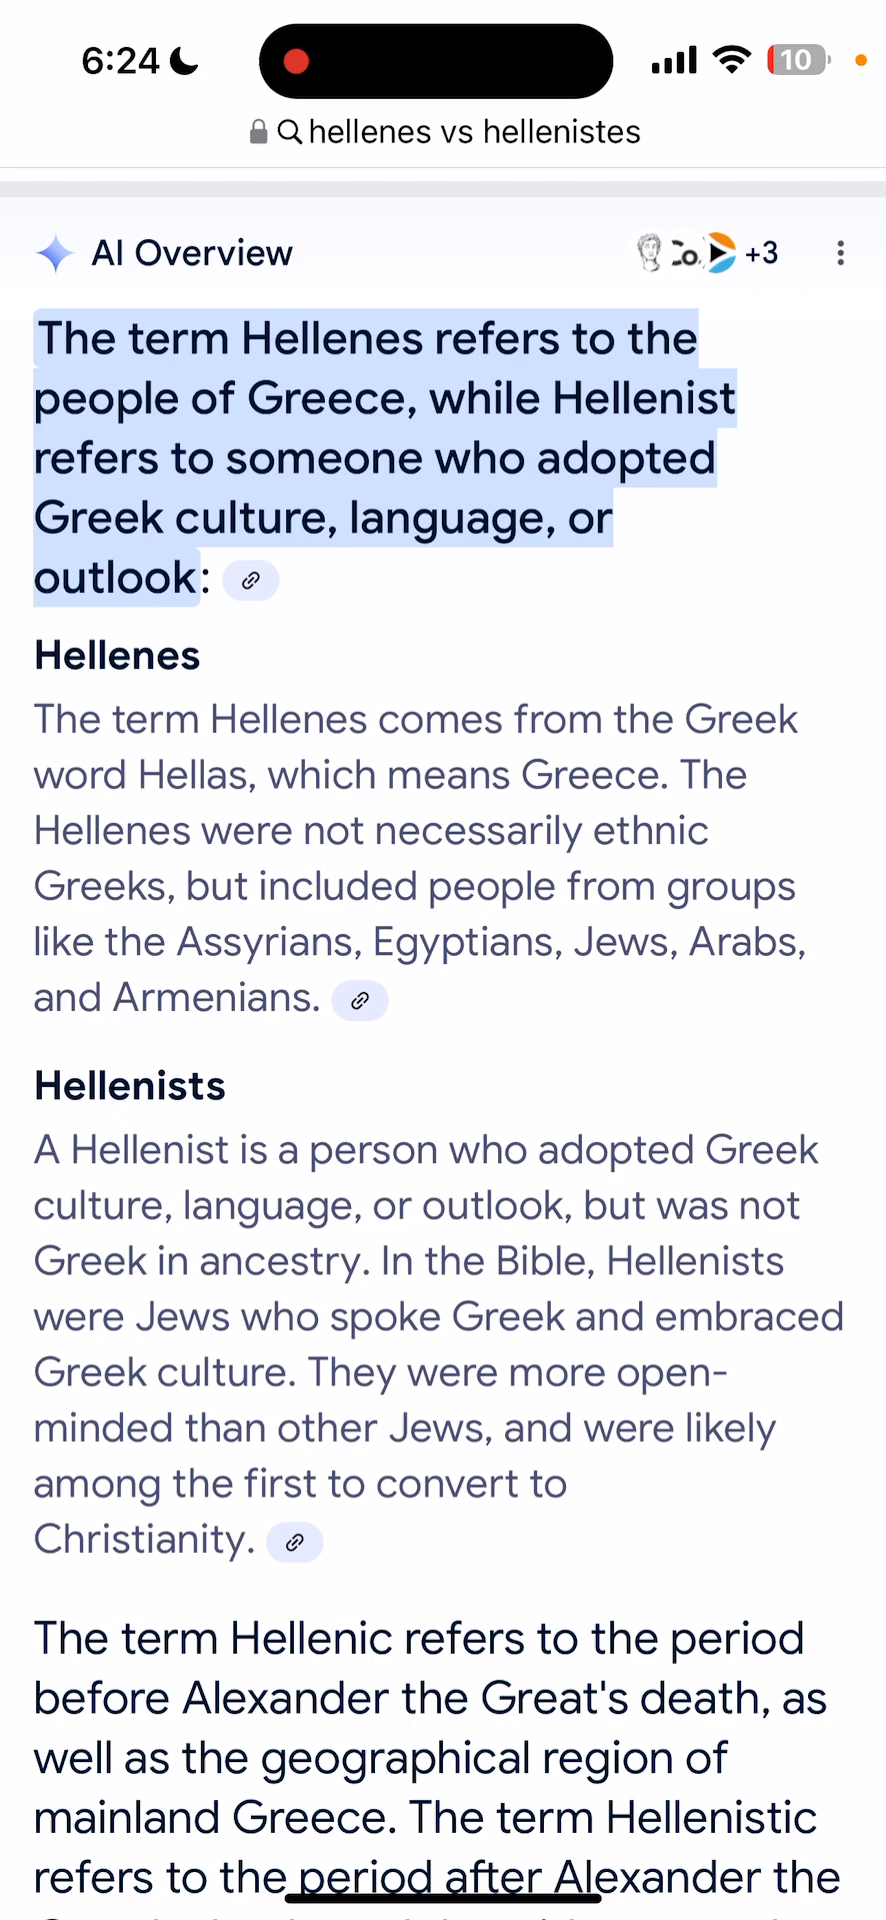 6:24
10
hellenes vs hellenistes
AI Overview
+3
The term Hellenes refers to the
people of Greece, while Hellenist
refers to someone who adopted
Greek culture, language, or
outlook:
Hellenes
The term Hellenes comes from the Greek
word Hellas, which means Greece. The
Hellenes were not necessarily ethnic
Greeks, but included people from groups
like the Assyrians, Egyptians, Jews, Arabs,
and Armenians.
Hellenists
A Hellenist is a person who adopted Greek
culture, language, or outlook, but was not
Greek in ancestry. In the Bible, Hellenists
were Jews who spoke Greek and embraced
Greek culture. They were more open-
minded than other Jews, and were likely
among the first to convert to
Christianity.
The term Hellenic refers to the period
before Alexander the Great's death, as
well as the geographical region of
mainland Greece. The term Hellenistic
refers to the period after Alexander the